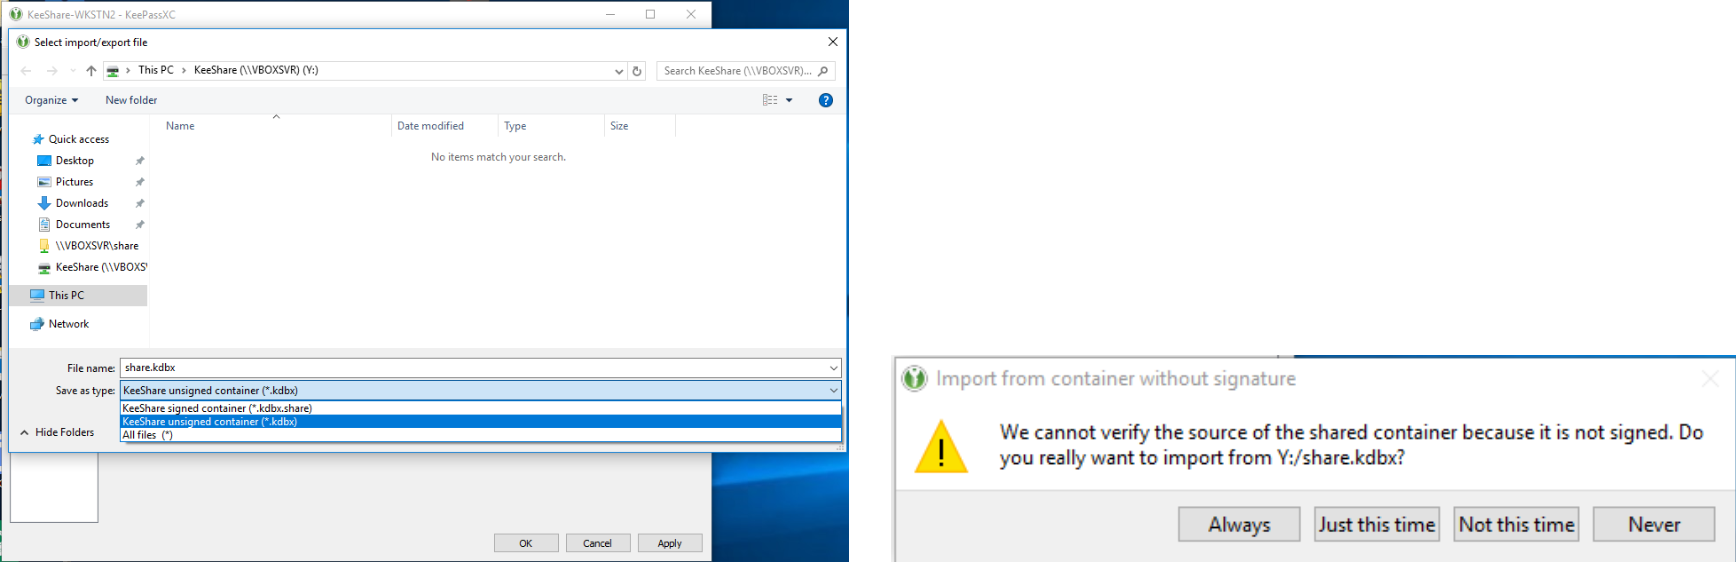 KeeShare-WKSTN2 - KeePassXC
Select import/export file
This PC > KeeShare (\\VBOXSVR) (Y:)
Search KeeShare (\\VBOXSVR)...
Organize
New folder
Name
Date modified
Type
Size
No items match your search.
Quick access
Desktop
Pictures
Downloads
Documents
\\VBOXSVR\share
KeeShare (\\VBOXS
This PC
Network
File name: share.kdbx
Save as type: KeeShare unsigned container (*.kdbx)
KeeShare signed container (*.kdbx.share)
KeeShare unsigned container (*.kdbx)
All files (*)
Hide Folders
OK
Cancel
Apply
Import from container without signature
We cannot verify the source of the shared container because it is not signed. Do
you really want to import from Y:/share.kdbx?
Always
Just this time
Not this time
Never